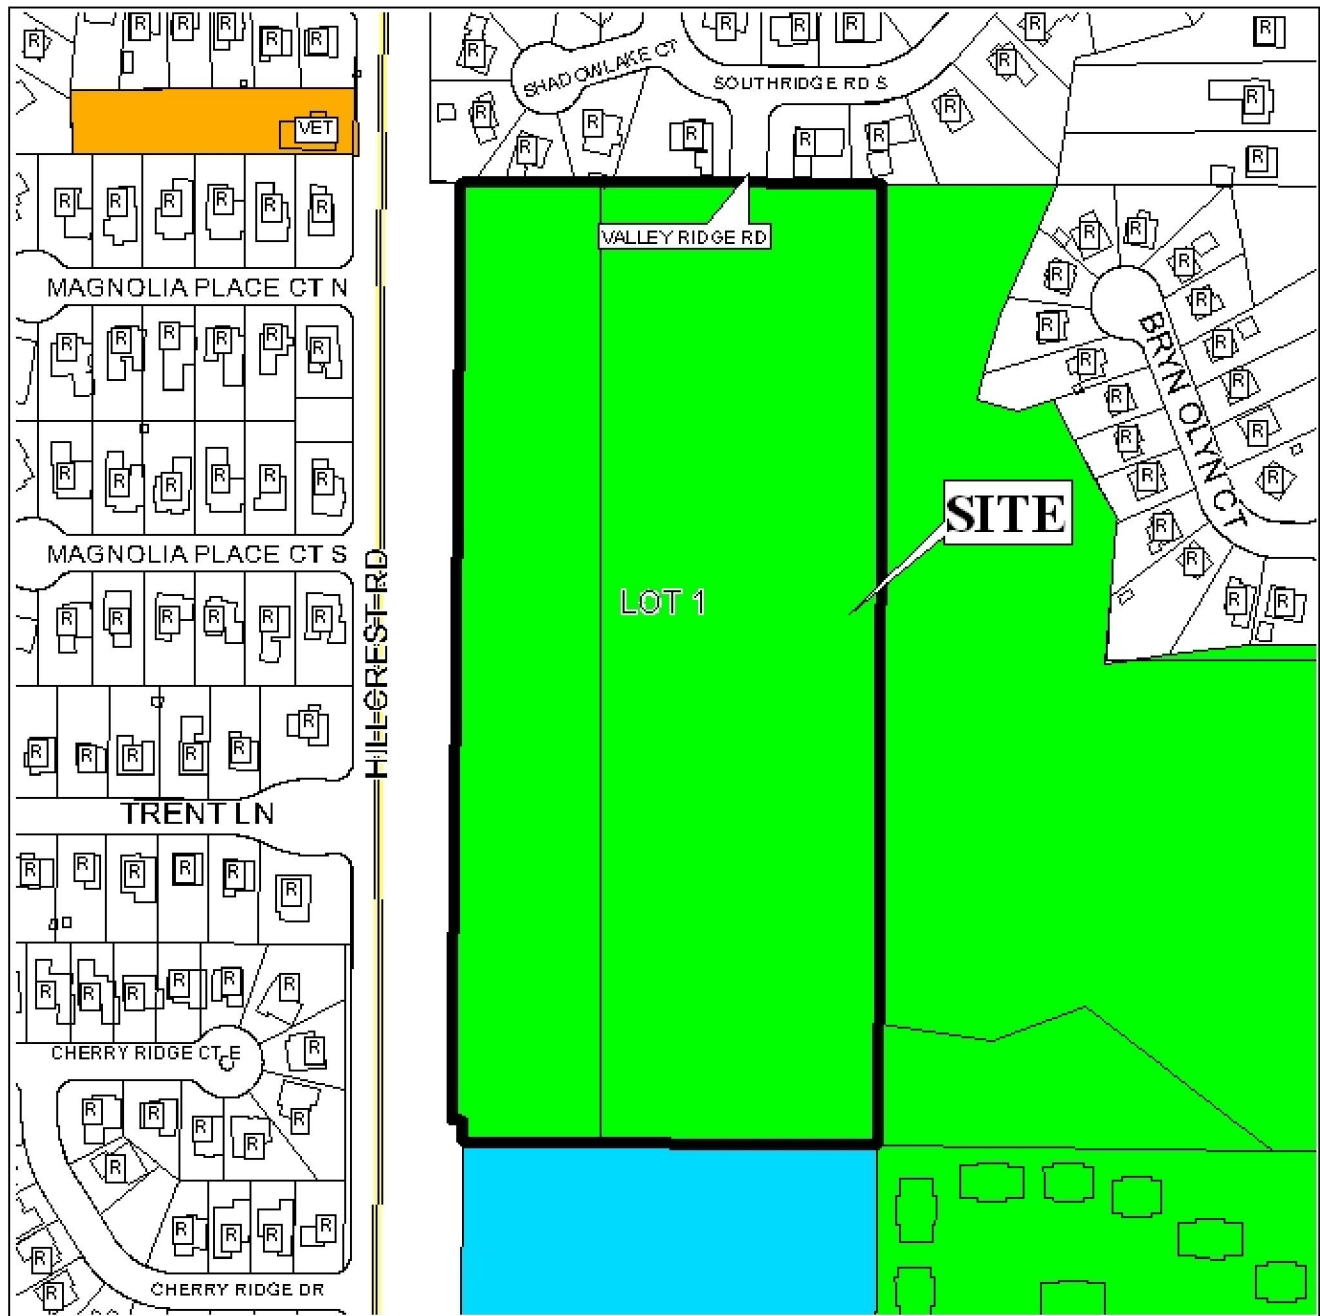 R R R R R R
VET
R R R R R R
MAGNOLIA PLACE CT N
R R R R R R
R R R R R R
MAGNOLIA PLACE CT S
R R R R R R
R R R R R R
TRENT LN
R R R R R R
R R R R R R
CHERRY RIDGE CT E
R
R R R R R
R
R R R R
R
R
CHERRY RIDGE DR
HILLCREST RD
R R R R R R
SHADOWLAKE CT
SOUTHRIDGE RD S
R
R R R R R R R
R
R
R
VALLEY RIDGE RD
R R
R R
R
R R
R
R
R
R R
R R
R
R
R R
BRYN OLYN CT
SITE
LOT 1